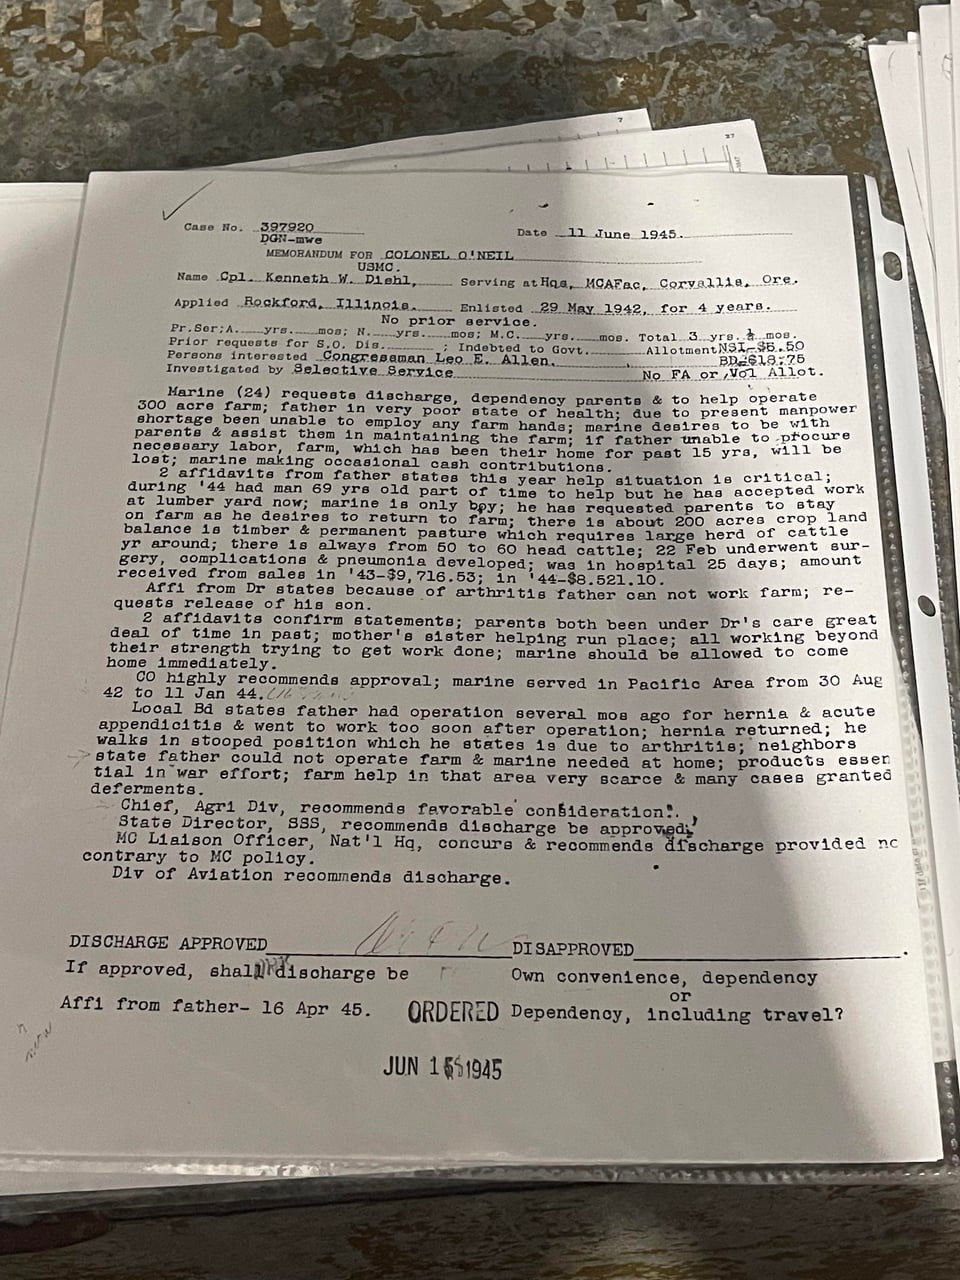 7
27
Case No. 397920
Date 11 June 1945.
DGN-mwe
MEMORANDUM FOR COLONEL O'NEIL
USMC.
Name Cpl. Kenneth W. Diehl, Serving at Hqs, MCAFac, Corvallis, Ore.
Applied Rockford, Illinois. Enlisted 29 May 1942, for 4 years.
No prior service.
Pr.Ser;A. yrs. mos; N. yrs. mos; M.C. yrs. mos. Total 3 yrs. ½ mos.
Prior requests for S.O. Dis. ; Indebted to Govt. Allotment NSI-$6.50
Persons interested Congressman Leo E. Allen. , BD-$18.75
Investigated by Selective Service No FA or Vol Allot.
Marine (24) requests discharge, dependency parents & to help operate
300 acre farm; father in very poor state of health; due to present manpower
shortage been unable to employ any farm hands; marine desires to be with
parents & assist them in maintaining the farm; if father unable to procure
necessary labor, farm, which has been their home for past 15 yrs, will be
lost; marine making occasional cash contributions.
2 affidavits from father states this year help situation is critical;
during '44 had man 69 yrs old part of time to help but he has accepted work
at lumber yard now; marine is only boy; he has requested parents to stay
on farm as he desires to return to farm; there is about 200 acres crop land
balance is timber & permanent pasture which requires large herd of cattle
yr around; there is always from 50 to 60 head cattle; 22 Feb underwent sur-
gery, complications & pneumonia developed; was in hospital 25 days; amount
received from sales in '43-$9,716.53; in '44-$8.521.10.
Affi from Dr states because of arthritis father can not work farm; re-
quests release of his son.
2 affidavits confirm statements; parents both been under Dr's care great
deal of time in past; mother's sister helping run place; all working beyond
their strength trying to get work done; marine should be allowed to come
home immediately.
CO highly recommends approval; marine served in Pacific Area from 30 Aug
42 to 11 Jan 44.
Local Bd states father had operation several mos ago for hernia & acute
appendicitis & went to work too soon after operation; hernia returned; he
walks in stooped position which he states is due to arthritis; neighbors
state father could not operate farm & marine needed at home; products essen
tial in war effort; farm help in that area very scarce & many cases granted
deferments.
Chief, Agri Div, recommends favorable consideration.
State Director, SSS, recommends discharge be approved.
MC Liaison Officer, Nat'l Hq, concurs & recommends discharge provided nc
contrary to MC policy.
Div of Aviation recommends discharge.
DISCHARGE APPROVED DISAPPROVED .
If approved, shall discharge be Own convenience, dependency
or
Affi from father- 16 Apr 45. ORDERED Dependency, including travel?
JUN 1 1945